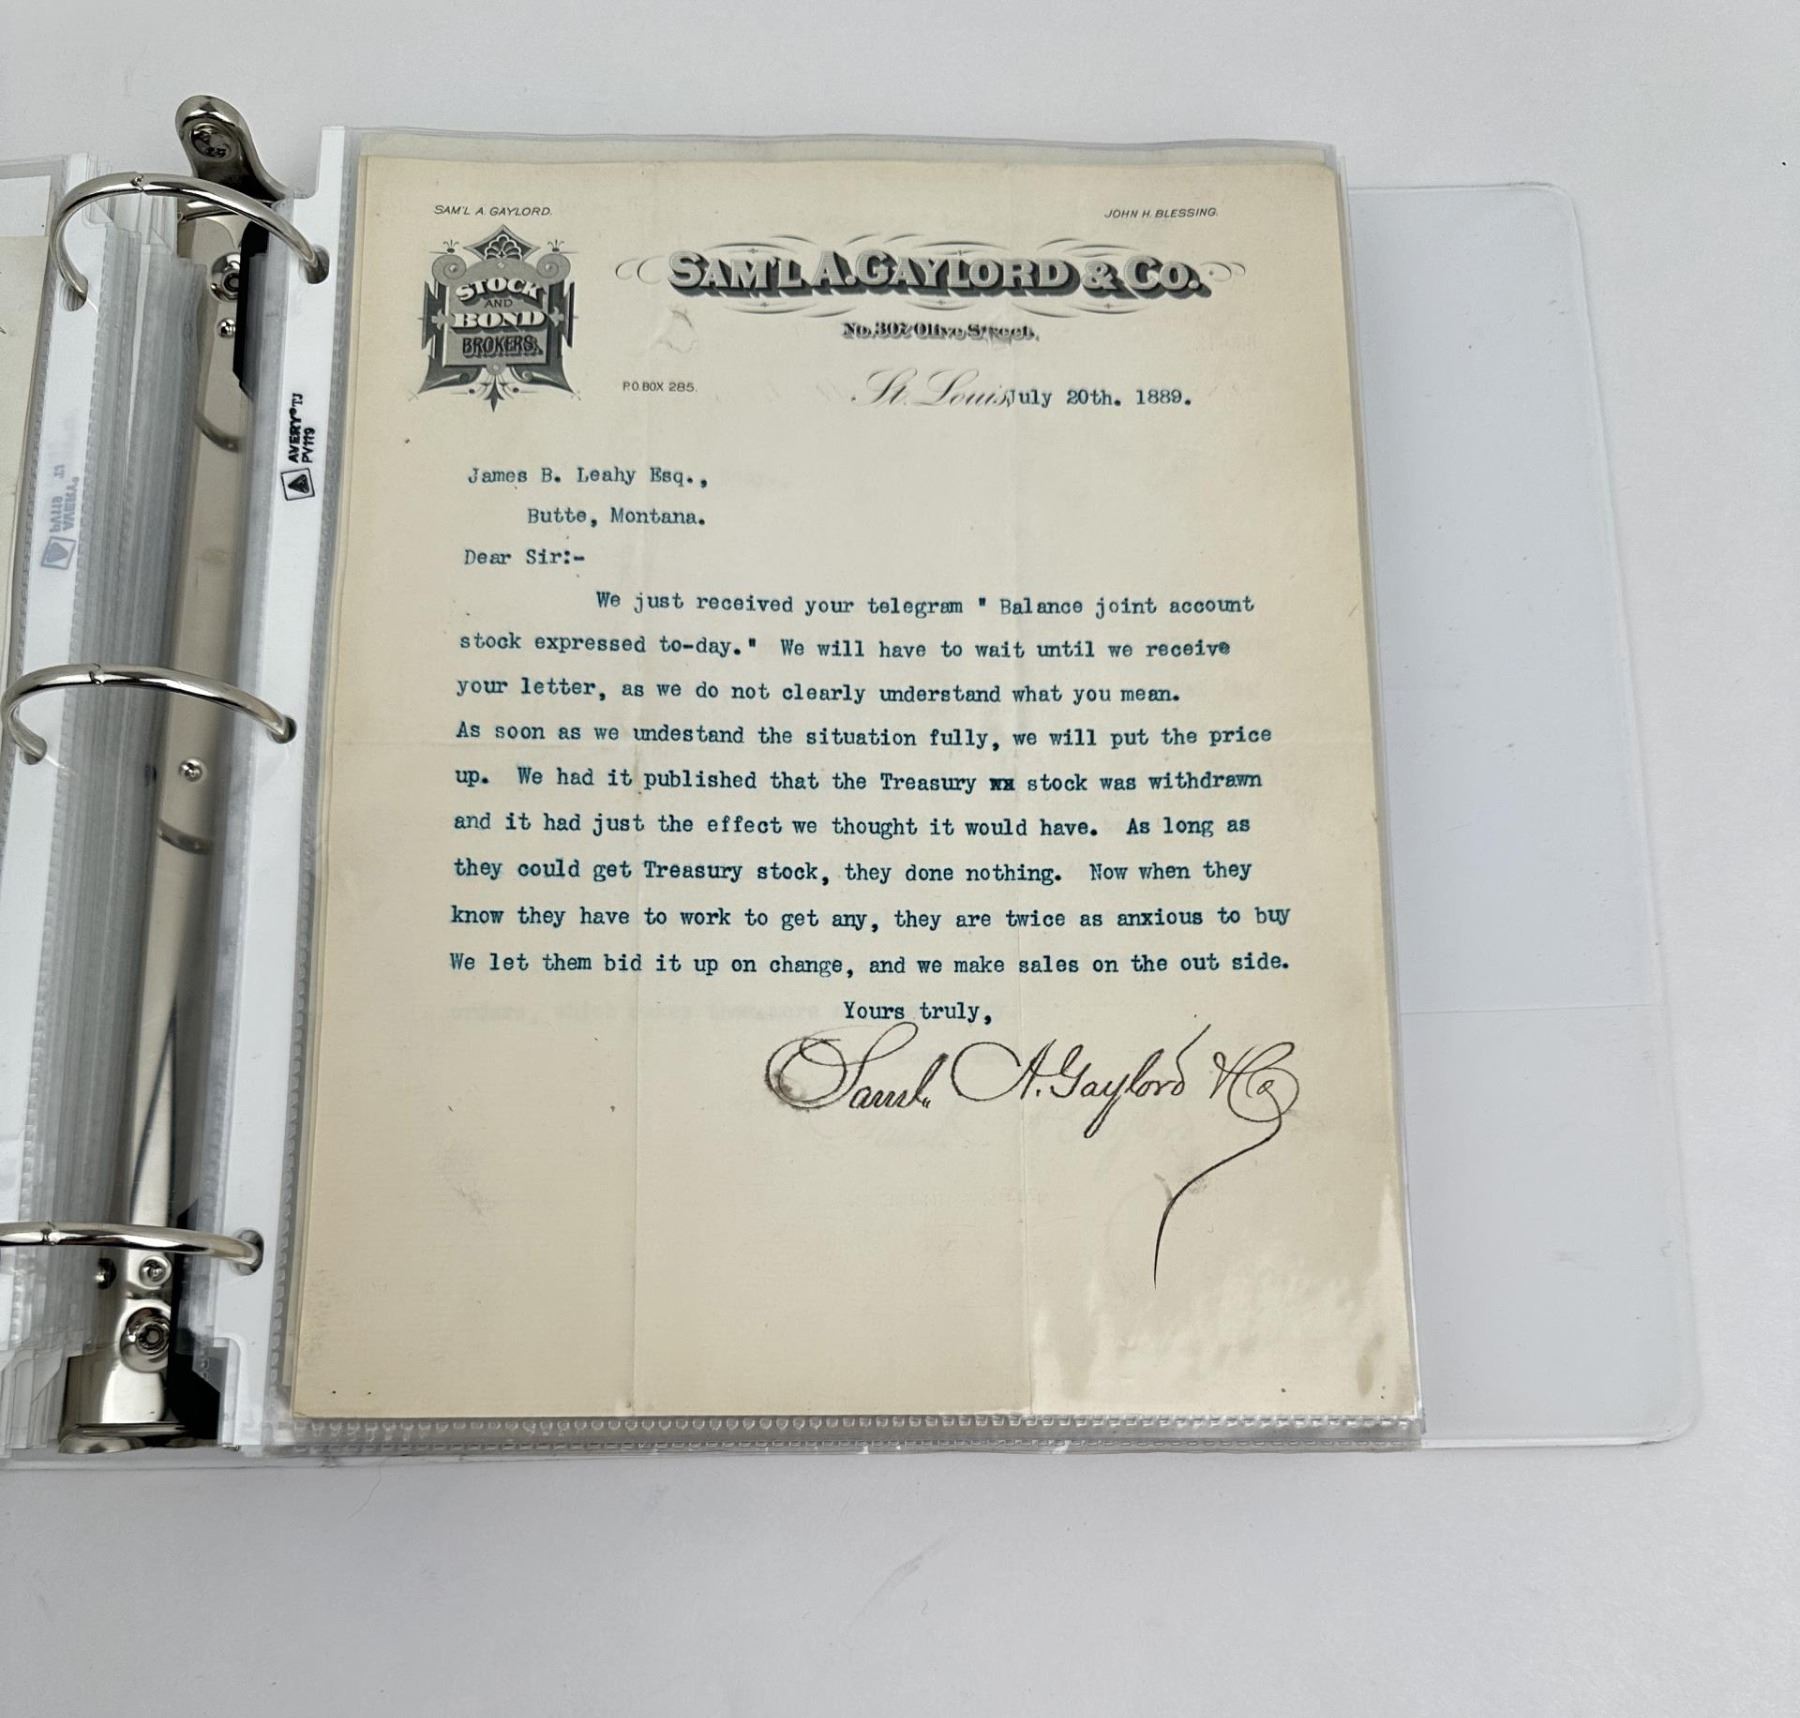 SAM'L A. GAYLORD.
JOHN H. BLESSING.
STOCK
AND
BOND
BROKERS.
SAM'L A. GAYLORD & CO.
No. 307 Olive Street.
P.O. BOX 285.
St. Louis, July 20th. 1889.
James B. Leahy Esq.,
Butte, Montana.
Dear Sir:-
We just received your telegram " Balance joint account
stock expressed to-day." We will have to wait until we receive
your letter, as we do not clearly understand what you mean.
As soon as we undestand the situation fully, we will put the price
up. We had it published that the Treasury xx stock was withdrawn
and it had just the effect we thought it would have. As long as
they could get Treasury stock, they done nothing. Now when they
know they have to work to get any, they are twice as anxious to buy
We let them bid it up on change, and we make sales on the out side.
Yours truly,
Saml. A. Gaylord & Co
AVERY
PV119
AVERY
PV119